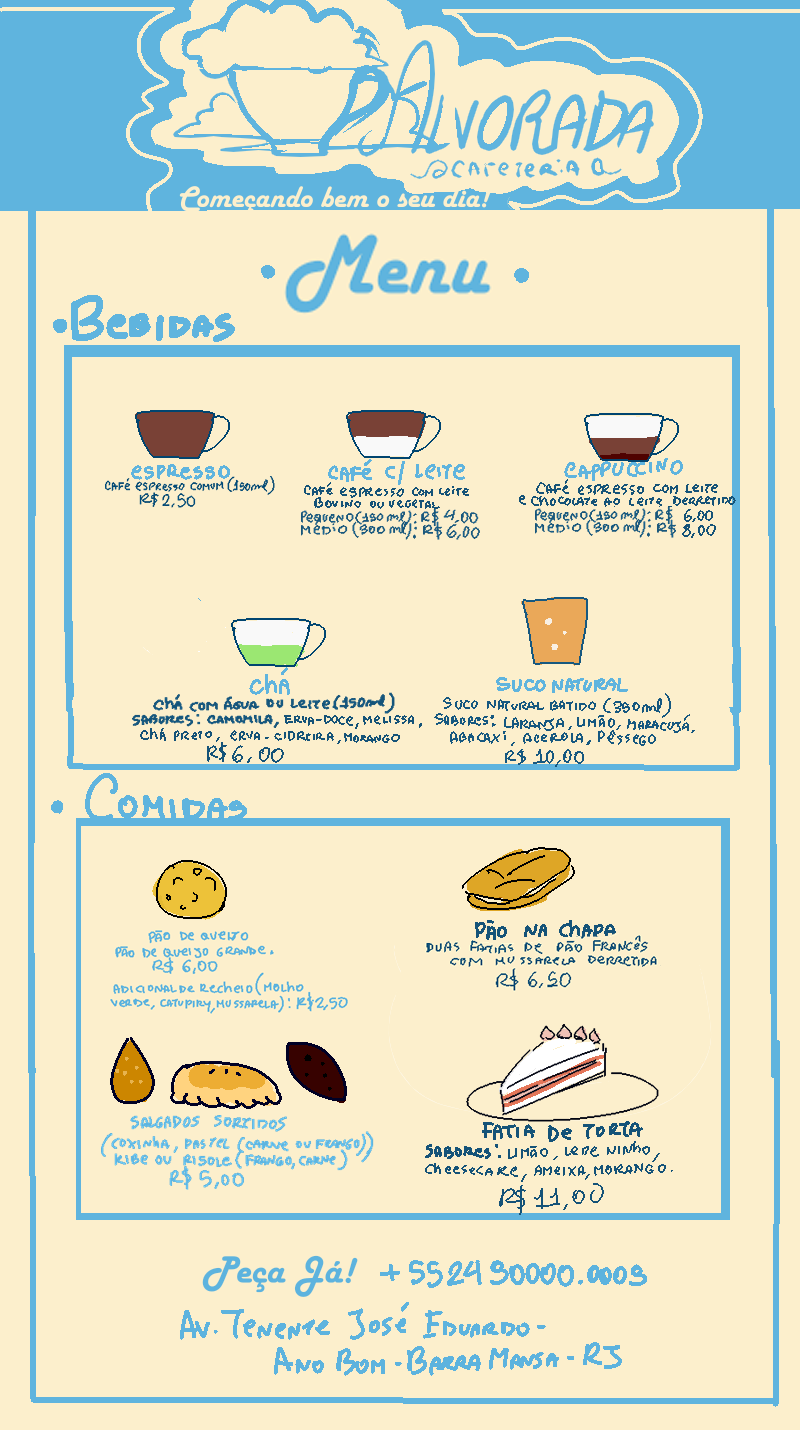 ALVORADA
CAFETERIA
Começando bem o seu dia!
Menu
BEBIDAS
ESPRESSO
CAFÉ ESPRESSO COMUM (150ml)
R$ 2,50
CAFÉ C/ LEITE
CAFÉ ESPRESSO COM LEITE
BOVINO OU VEGETAL
PEQUENO (150 ml): R$ 4,00
MÉDIO (300 ml): R$ 6,00
CAPPUCCINO
CAFÉ ESPRESSO COM LEITE
E CHOCOLATE AO LEITE DERRETIDO
PEQUENO (150 ml): R$ 6,00
MÉDIO (300 ml): R$ 8,00
CHÁ
CHÁ COM ÁGUA OU LEITE (150ml)
SABORES: CAMOMILA, ERVA-DOCE, MELISSA,
CHÁ PRETO, ERVA-CIDREIRA, MORANGO
R$ 6,00
SUCO NATURAL
SUCO NATURAL BATIDO (350ml)
SABORES: LARANJA, LIMÃO, MARACUJÁ,
ABACAXI, ACEROLA, PÊSSEGO
R$ 10,00
COMIDAS
PÃO DE QUEIJO
PÃO DE QUEIJO GRANDE.
R$ 6,00
ADICIONAL DE RECHEIO (MOLHO
VERDE, CATUPIRY, MUSSARELA): R$ 2,50
PÃO NA CHAPA
DUAS FATIAS DE PÃO FRANCÊS
COM MUSSARELA DERRETIDA
R$ 6,50
SALGADOS SORTIDOS
(COXINHA, PASTEL (CARNE OU FRANGO))
KIBE OU RISOLE (FRANGO, CARNE)
R$ 5,00
FATIA DE TORTA
SABORES: LIMÃO, LEITE NINHO,
CHEESECAKE, AMEIXA, MORANGO.
R$ 11,00
Peça Já! +5524 90000.0009
AV. TENENTE JOSÉ EDUARDO -
ANO BOM - BARRA MANSA - RJ